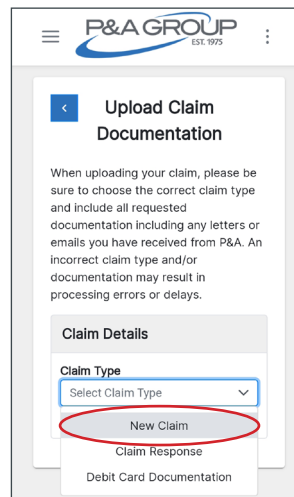 P&A GROUP
EST. 1975
Upload Claim
Documentation
When uploading your claim, please be
sure to choose the correct claim type
and include all requested
documentation including any letters or
emails you have received from P&A. An
incorrect claim type and/or
documentation may result in
processing errors or delays.
Claim Details
Claim Type
Select Claim Type
New Claim
Claim Response
Debit Card Documentation